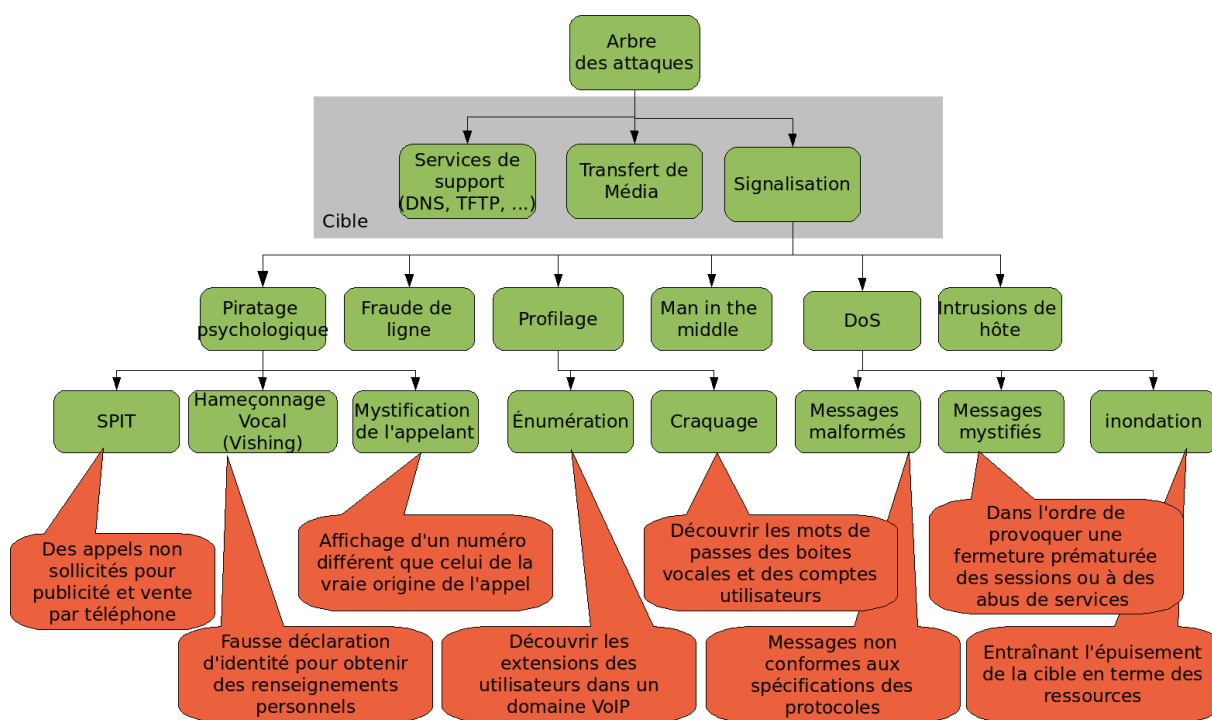 Arbre
des attaques
Services de
support
(DNS, TFTP, ...)
Transfert de
Média
Signalisation
Cible
Piratage
psychologique
Fraude de
ligne
Profilage
Man in the
middle
DoS
Intrusions de
hôte
SPIT
Hameçonnage
Vocal
(Vishing)
Mystification
de l'appelant
Énumération
Craquage
Messages
malformés
Messages
mystifiés
inondation
Des appels non
sollicités pour
publicité et vente
par téléphone
Fausse déclaration
d'identité pour obtenir
des renseignements
personnels
Affichage d'un numéro
différent que celui de la
vraie origine de l'appel
Découvrir les
extensions des
utilisateurs dans un
domaine VoIP
Découvrir les mots de
passes des boites
vocales et des comptes
utilisateurs
Messages non
conformes aux
spécifications des
protocoles
Dans l'ordre de
provoquer une
fermeture prématurée
des sessions ou à des
abus de services
Entraînant l'épuisement
de la cible en terme des
ressources